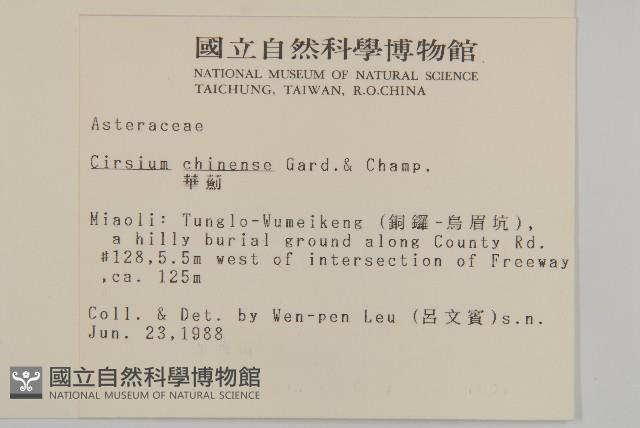 國立自然科學博物館
NATIONAL MUSEUM OF NATURAL SCIENCE
TAICHUNG, TAIWAN, R.O.CHINA
Asteraceae
Cirsium chinense Gard.& Champ.
華薊
Miaoli: Tunglo-Wumeikeng (銅鑼-烏眉坑),
a hilly burial ground along County Rd.
#128,5.5m west of intersection of Freeway
,ca. 125m
Coll. & Det. by Wen-pen Leu (呂文賓)s.n.
Jun. 23,1988
國立自然科學博物館
NATIONAL MUSEUM OF NATURAL SCIENCE